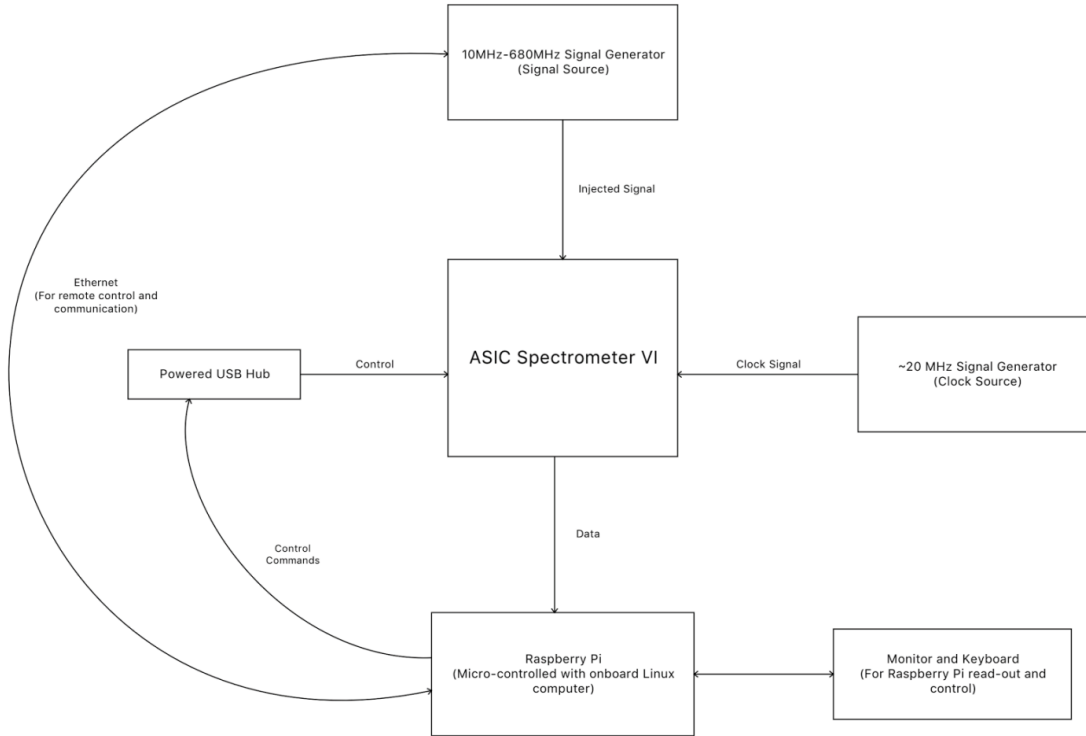 10MHz-680MHz Signal Generator
(Signal Source)
Injected Signal
Ethernet
(For remote control and
communication)
Powered USB Hub
Control
ASIC Spectrometer VI
Clock Signal
~20 MHz Signal Generator
(Clock Source)
Data
Control
Commands
Raspberry Pi
(Micro-controlled with onboard Linux
computer)
Monitor and Keyboard
(For Raspberry Pi read-out and
control)